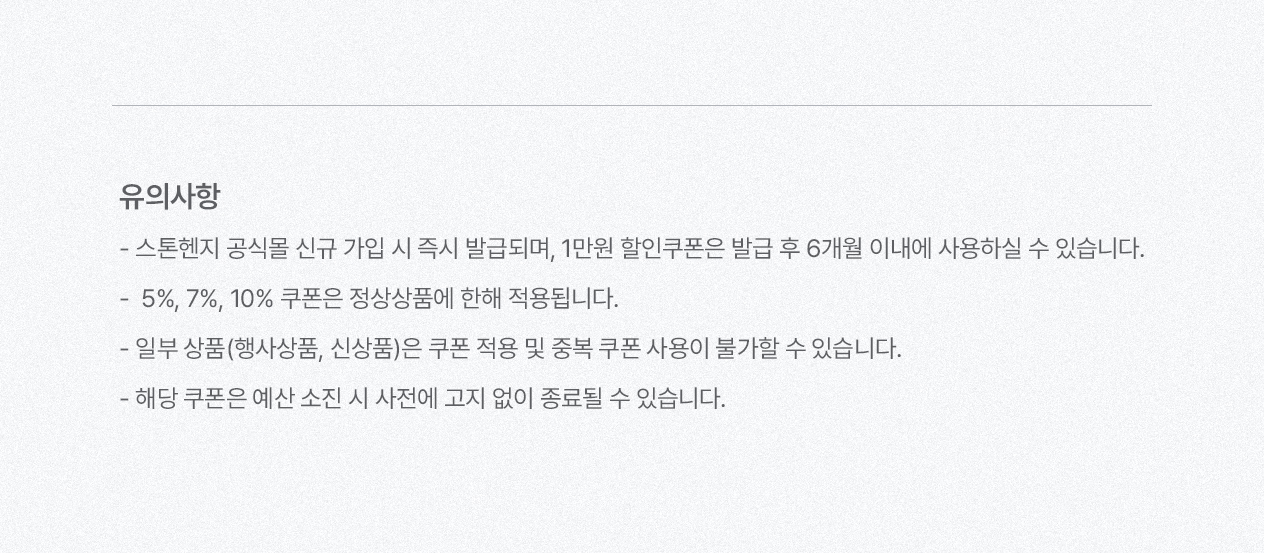 유의사항
- 스톤헨지 공식몰 신규 가입 시 즉시 발급되며, 1만원 할인쿠폰은 발급 후 6개월 이내에 사용하실 수 있습니다.
- 5%, 7%, 10% 쿠폰은 정상상품에 한해 적용됩니다.
- 일부 상품(행사상품, 신상품)은 쿠폰 적용 및 중복 쿠폰 사용이 불가할 수 있습니다.
- 해당 쿠폰은 예산 소진 시 사전에 고지 없이 종료될 수 있습니다.